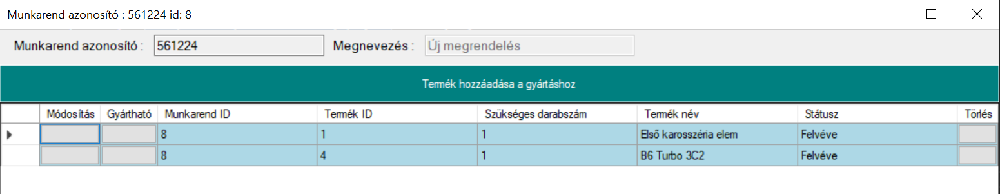 Munkarend azonosító : 561224 id: 8
Munkarend azonosító : 561224 Megnevezés : Új megrendelés
Termék hozzáadása a gyártáshoz
Módosítás Gyártható Munkarend ID Termék ID Szükséges darabszám Termék név Státusz Törlés
8 1 1 Első karosszéria elem Felvéve
8 4 1 B6 Turbo 3C2 Felvéve